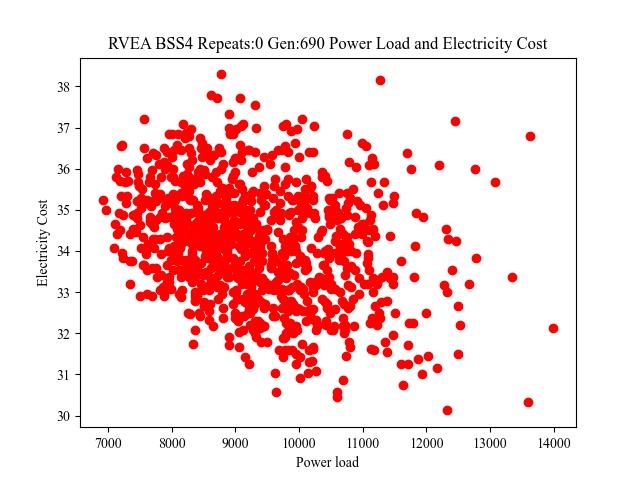 RVEA BSS4 Repeats:0 Gen:690 Power Load and Electricity Cost
Electricity Cost
38
37
36
35
34
33
32
31
30
7000 8000 9000 10000 11000 12000 13000 14000
Power load